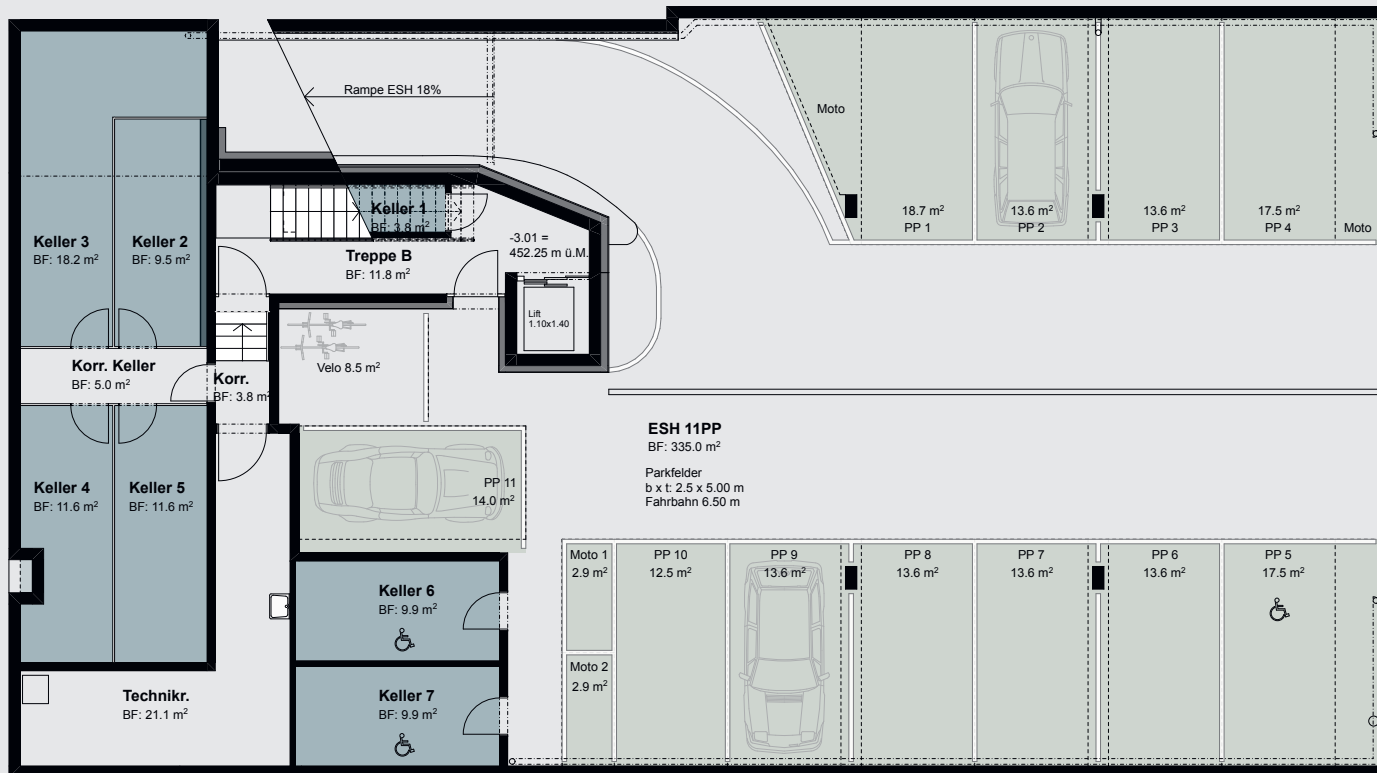 Rampe ESH 18%
Moto
18.7 m²
PP 1
13.6 m²
PP 2
13.6 m²
PP 3
17.5 m²
PP 4
Moto
Keller 3
BF: 18.2 m²
Keller 2
BF: 9.5 m²
Keller 1
BF: 3.8 m²
Treppe B
BF: 11.8 m²
-3.01 =
452.25 m ü.M.
Lift
1.10x1.40
Velo 8.5 m²
Korr. Keller
BF: 5.0 m²
Korr.
BF: 3.8 m²
ESH 11PP
BF: 335.0 m²
Parkfelder
b x t: 2.5 x 5.00 m
Fahrbahn 6.50 m
Keller 4
BF: 11.6 m²
Keller 5
BF: 11.6 m²
PP 11
14.0 m²
Moto 1
2.9 m²
PP 10
12.5 m²
PP 9
13.6 m²
PP 8
13.6 m²
PP 7
13.6 m²
PP 6
13.6 m²
PP 5
17.5 m²
Keller 6
BF: 9.9 m²
Moto 2
2.9 m²
Technikr.
BF: 21.1 m²
Keller 7
BF: 9.9 m²